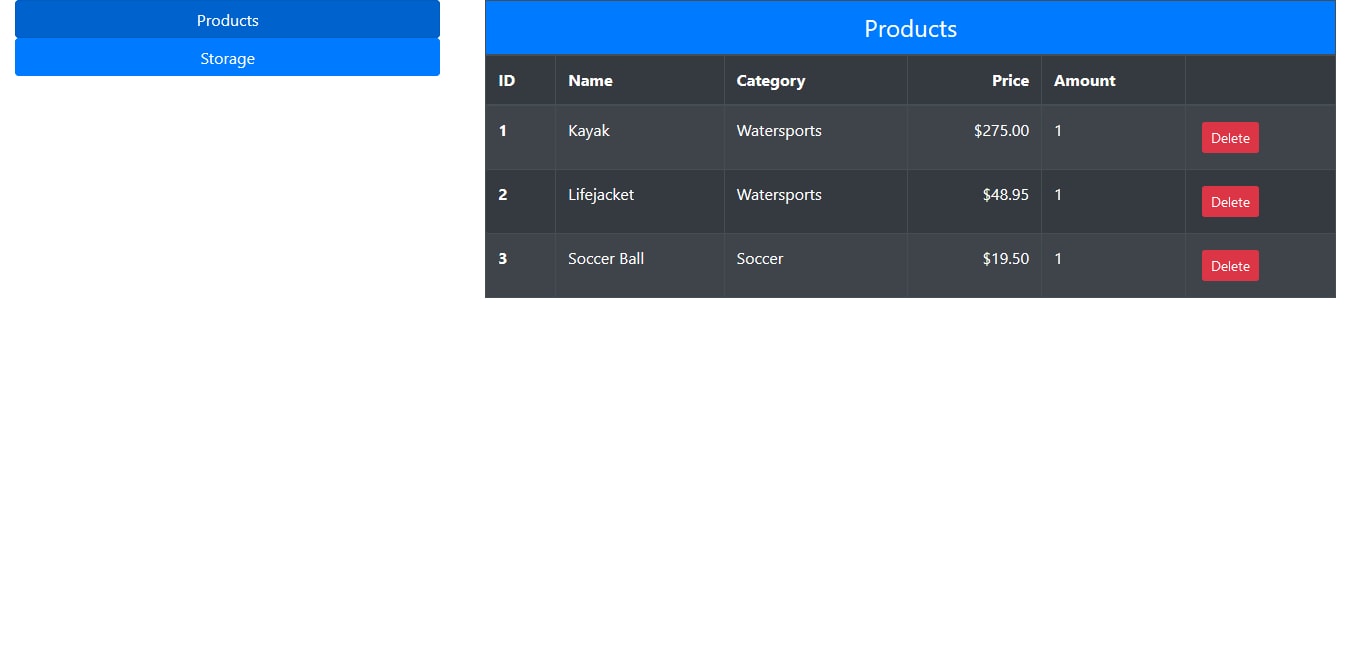 Products
Storage
Products
ID Name Category Price Amount
1 Kayak Watersports $275.00 1 Delete
2 Lifejacket Watersports $48.95 1 Delete
3 Soccer Ball Soccer $19.50 1 Delete